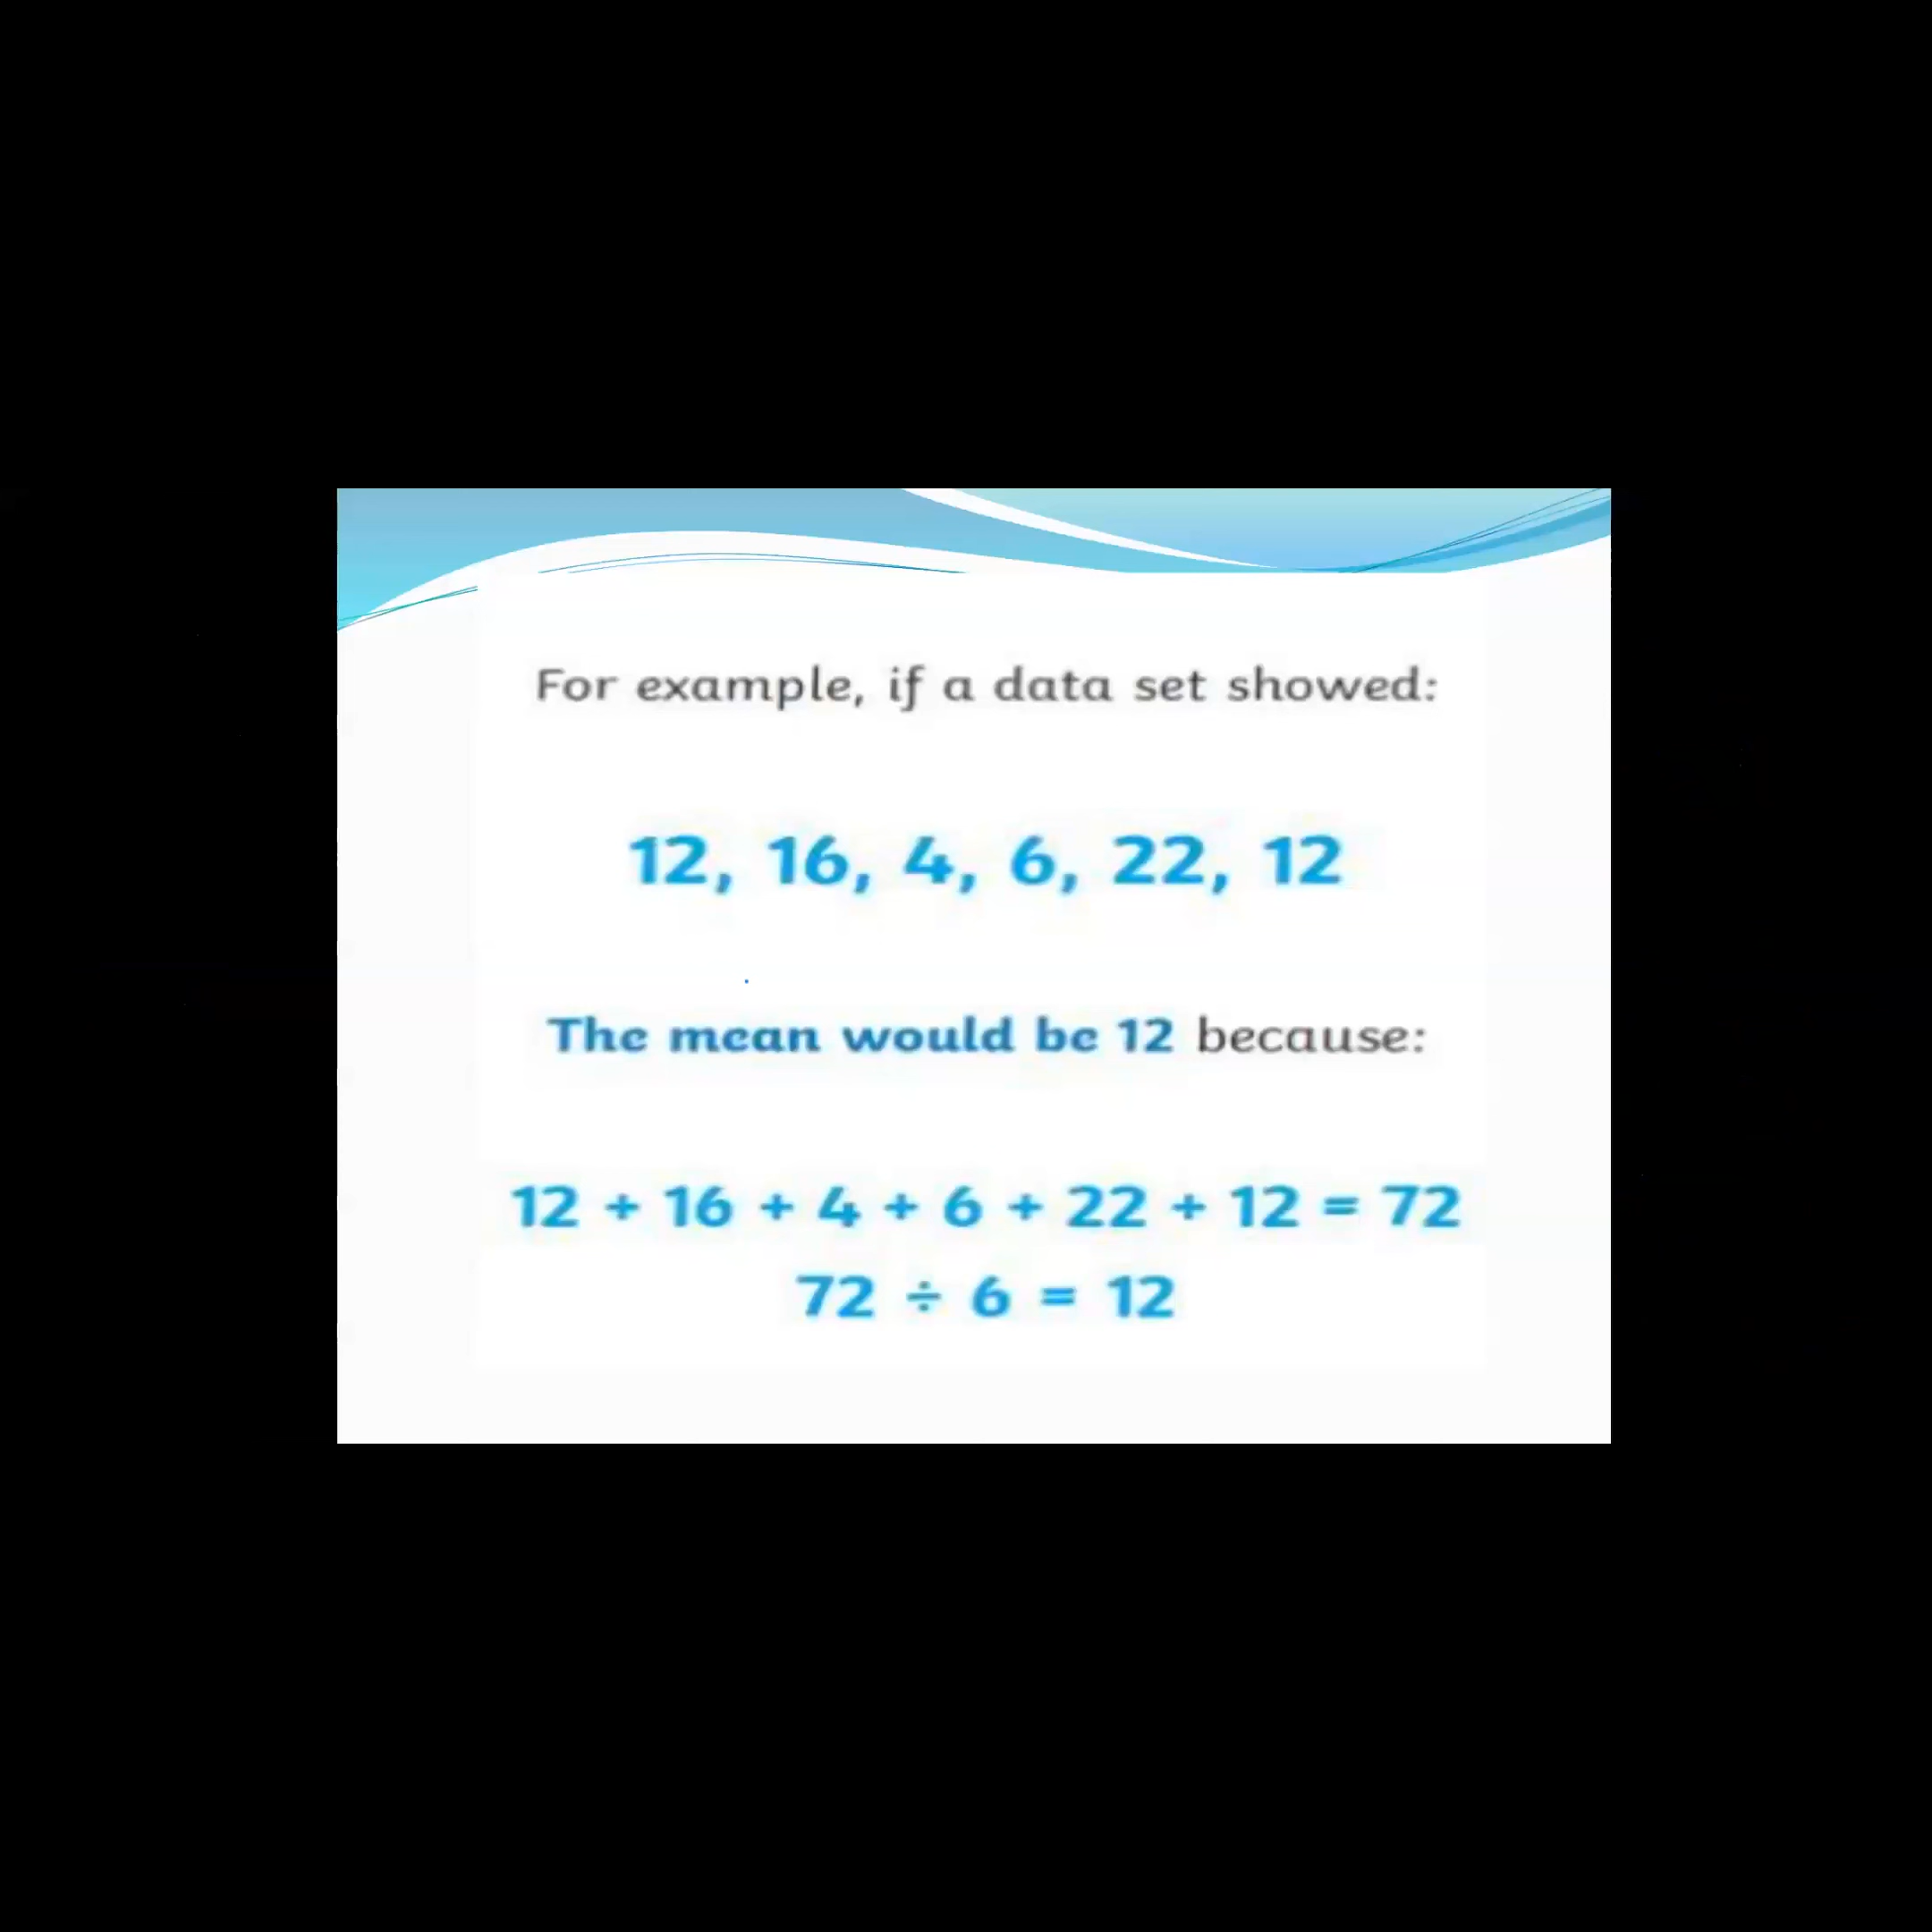 For example, if a data set showed:
12, 16, 4, 6, 22, 12
The mean would be 12 because:
12 + 16 + 4 + 6 + 22 + 12 = 72
72 ÷ 6 = 12